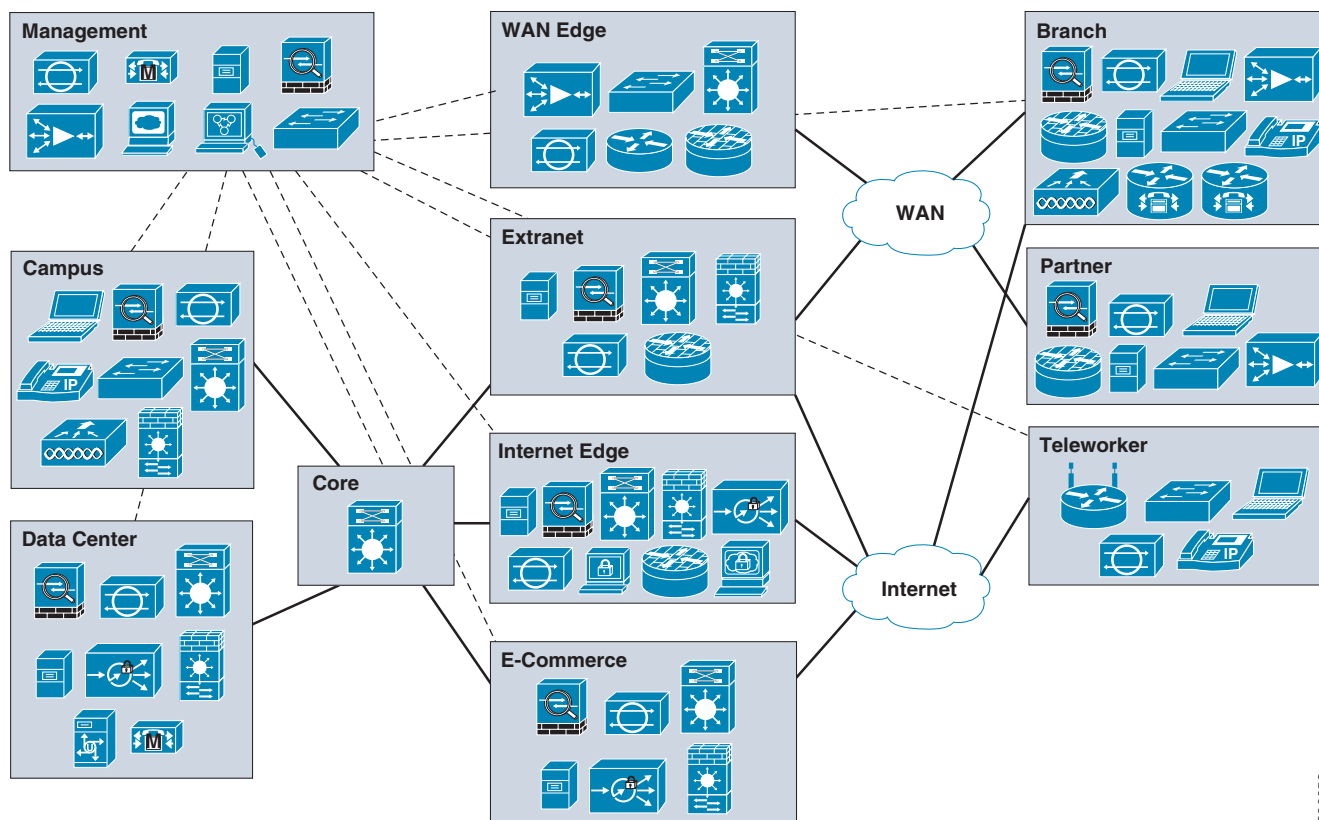 Management
M
WAN Edge
Branch
IP
WAN
Campus
IP
Extranet
Partner
Core
Internet Edge
Teleworker
IP
Data Center
M
Internet
E-Commerce